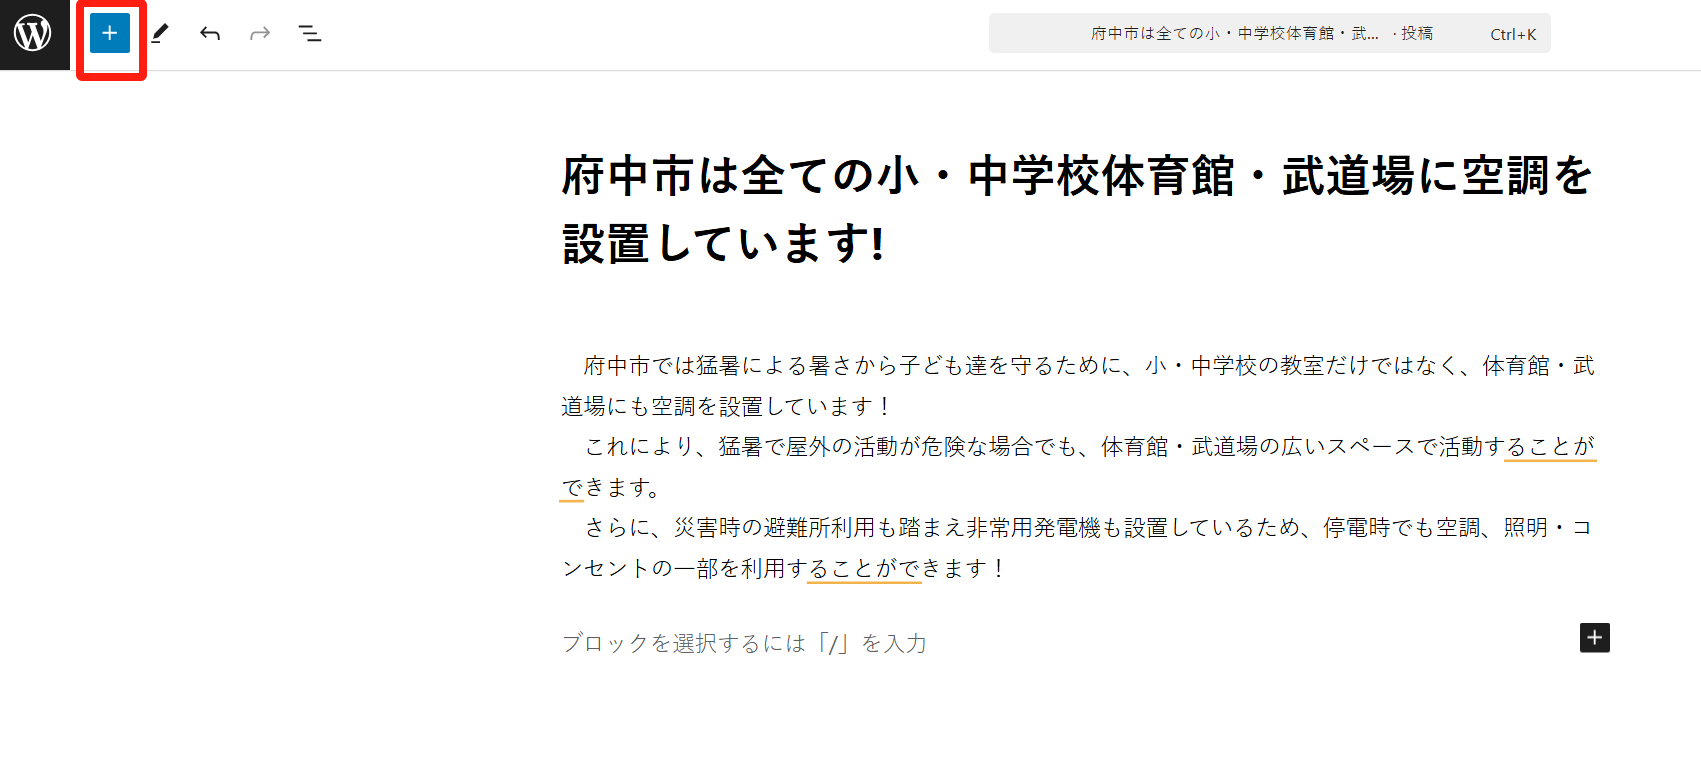 府中市は全ての小・中学校体育館・武... · 投稿 Ctrl+K
府中市は全ての小・中学校体育館・武道場に空調を
設置しています!
府中市では猛暑による暑さから子ども達を守るために、小・中学校の教室だけではなく、体育館・武
道場にも空調を設置しています！
これにより、猛暑で屋外の活動が危険な場合でも、体育館・武道場の広いスペースで活動することが
できます。
さらに、災害時の避難所利用も踏まえ非常用発電機も設置しているため、停電時でも空調、照明・コ
ンセントの一部を利用することができます！
ブロックを選択するには「/」を入力